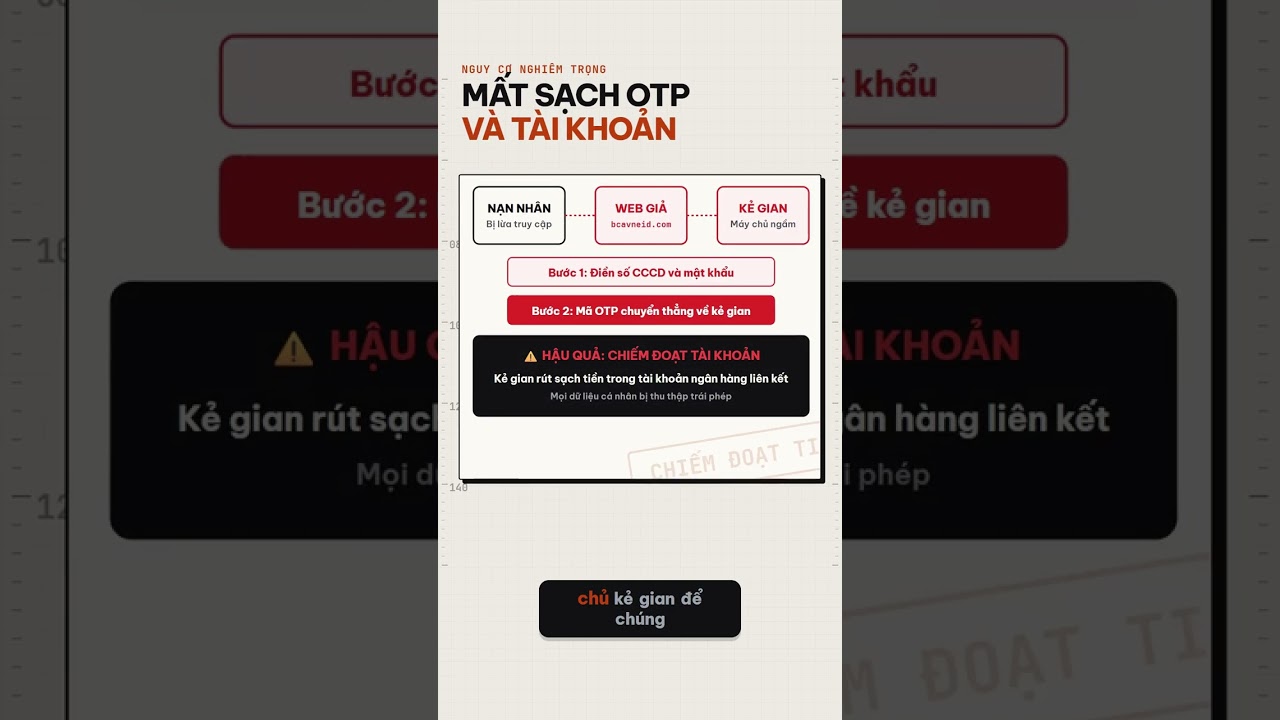 NGUY CƠ NGHIÊM TRỌNG
MẤT SẠCH OTP
VÀ TÀI KHOẢN
NẠN NHÂN
Bị lừa truy cập
WEB GIẢ
bcavneid.com
KẺ GIAN
Máy chủ ngầm
Bước 1: Điền số CCCD và mật khẩu
Bước 2: Mã OTP chuyển thẳng về kẻ gian
⚠️ HẬU QUẢ: CHIẾM ĐOẠT TÀI KHOẢN
Kẻ gian rút sạch tiền trong tài khoản ngân hàng liên kết
Mọi dữ liệu cá nhân bị thu thập trái phép
CHIẾM ĐOẠT TI
140
chủ kẻ gian để
chúng